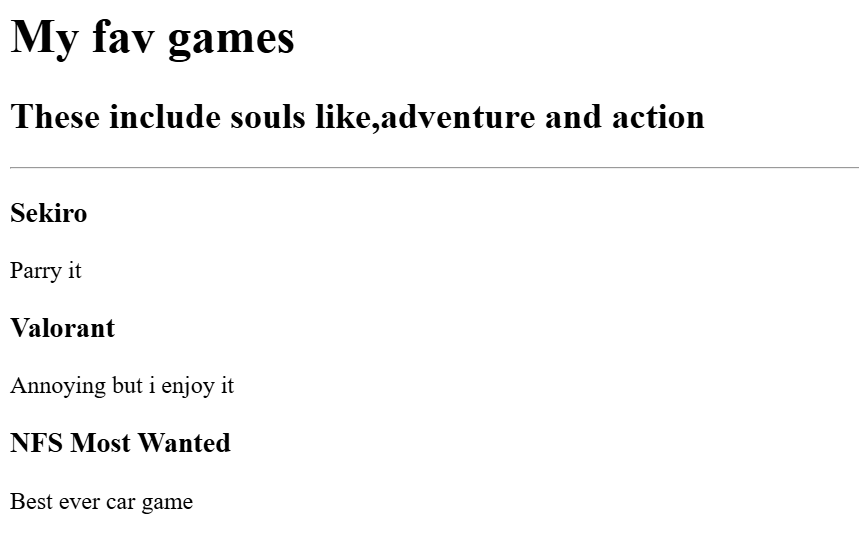 My fav games
These include souls like,adventure and action
Sekiro
Parry it
Valorant
Annoying but i enjoy it
NFS Most Wanted
Best ever car game